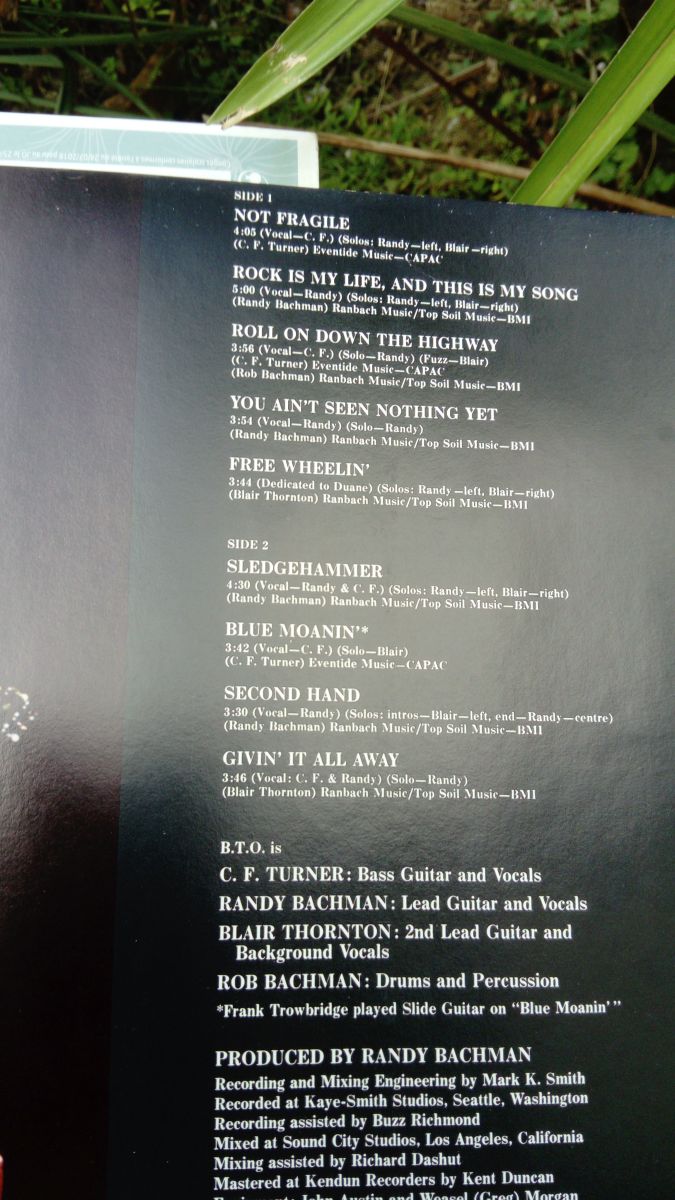 SIDE 1
NOT FRAGILE
4:05 (Vocal—C. F.) (Solos: Randy—left, Blair—right)
(C. F. Turner) Eventide Music—CAPAC
ROCK IS MY LIFE, AND THIS IS MY SONG
5:00 (Vocal—Randy) (Solos: Randy—left, Blair—right)
(Randy Bachman) Ranbach Music/Top Soil Music—BMI
ROLL ON DOWN THE HIGHWAY
3:56 (Vocal—C. F.) (Solo—Randy) (Fuzz—Blair)
(C. F. Turner) Eventide Music—CAPAC
(Rob Bachman) Ranbach Music/Top Soil Music—BMI
YOU AIN'T SEEN NOTHING YET
3:54 (Vocal—Randy) (Solo—Randy)
(Randy Bachman) Ranbach Music/Top Soil Music—BMI
FREE WHEELIN'
3:44 (Dedicated to Duane) (Solos: Randy—left, Blair—right)
(Blair Thornton) Ranbach Music/Top Soil Music—BMI
SIDE 2
SLEDGEHAMMER
4:30 (Vocal—Randy & C. F.) (Solos: Randy—left, Blair—right)
(Randy Bachman) Ranbach Music/Top Soil Music—BMI
BLUE MOANIN'*
3:42 (Vocal—C. F.) (Solo—Blair)
(C. F. Turner) Eventide Music—CAPAC
SECOND HAND
3:30 (Vocal—Randy) (Solos: intros—Blair—left, end—Randy—centre)
(Randy Bachman) Ranbach Music/Top Soil Music—BMI
GIVIN' IT ALL AWAY
3:46 (Vocal: C. F. & Randy) (Solo—Randy)
(Blair Thornton) Ranbach Music/Top Soil Music—BMI
B.T.O. is
C. F. TURNER: Bass Guitar and Vocals
RANDY BACHMAN: Lead Guitar and Vocals
BLAIR THORNTON: 2nd Lead Guitar and
Background Vocals
ROB BACHMAN: Drums and Percussion
*Frank Trowbridge played Slide Guitar on "Blue Moanin'"
PRODUCED BY RANDY BACHMAN
Recording and Mixing Engineering by Mark K. Smith
Recorded at Kaye-Smith Studios, Seattle, Washington
Recording assisted by Buzz Richmond
Mixed at Sound City Studios, Los Angeles, California
Mixing assisted by Richard Dashut
Mastered at Kendun Recorders by Kent Duncan
John Austin and Weasel (Greg) Morgan